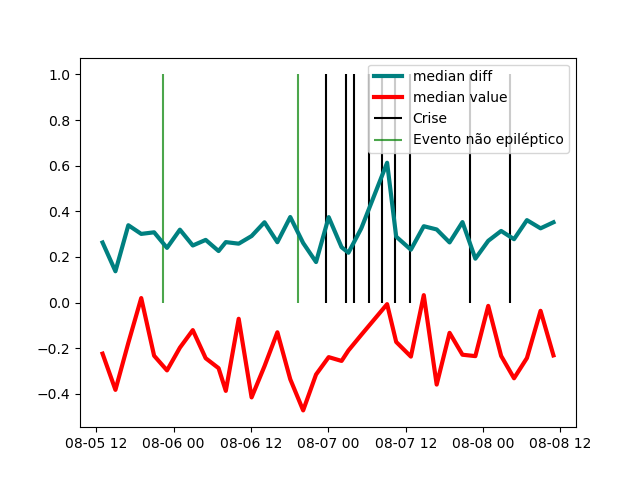 1.0
0.8
0.6
0.4
0.2
0.0
−0.2
−0.4
median diff
median value
Crise
Evento não epiléptico
08-05 12 08-06 00 08-06 12 08-07 00 08-07 12 08-08 00 08-08 12